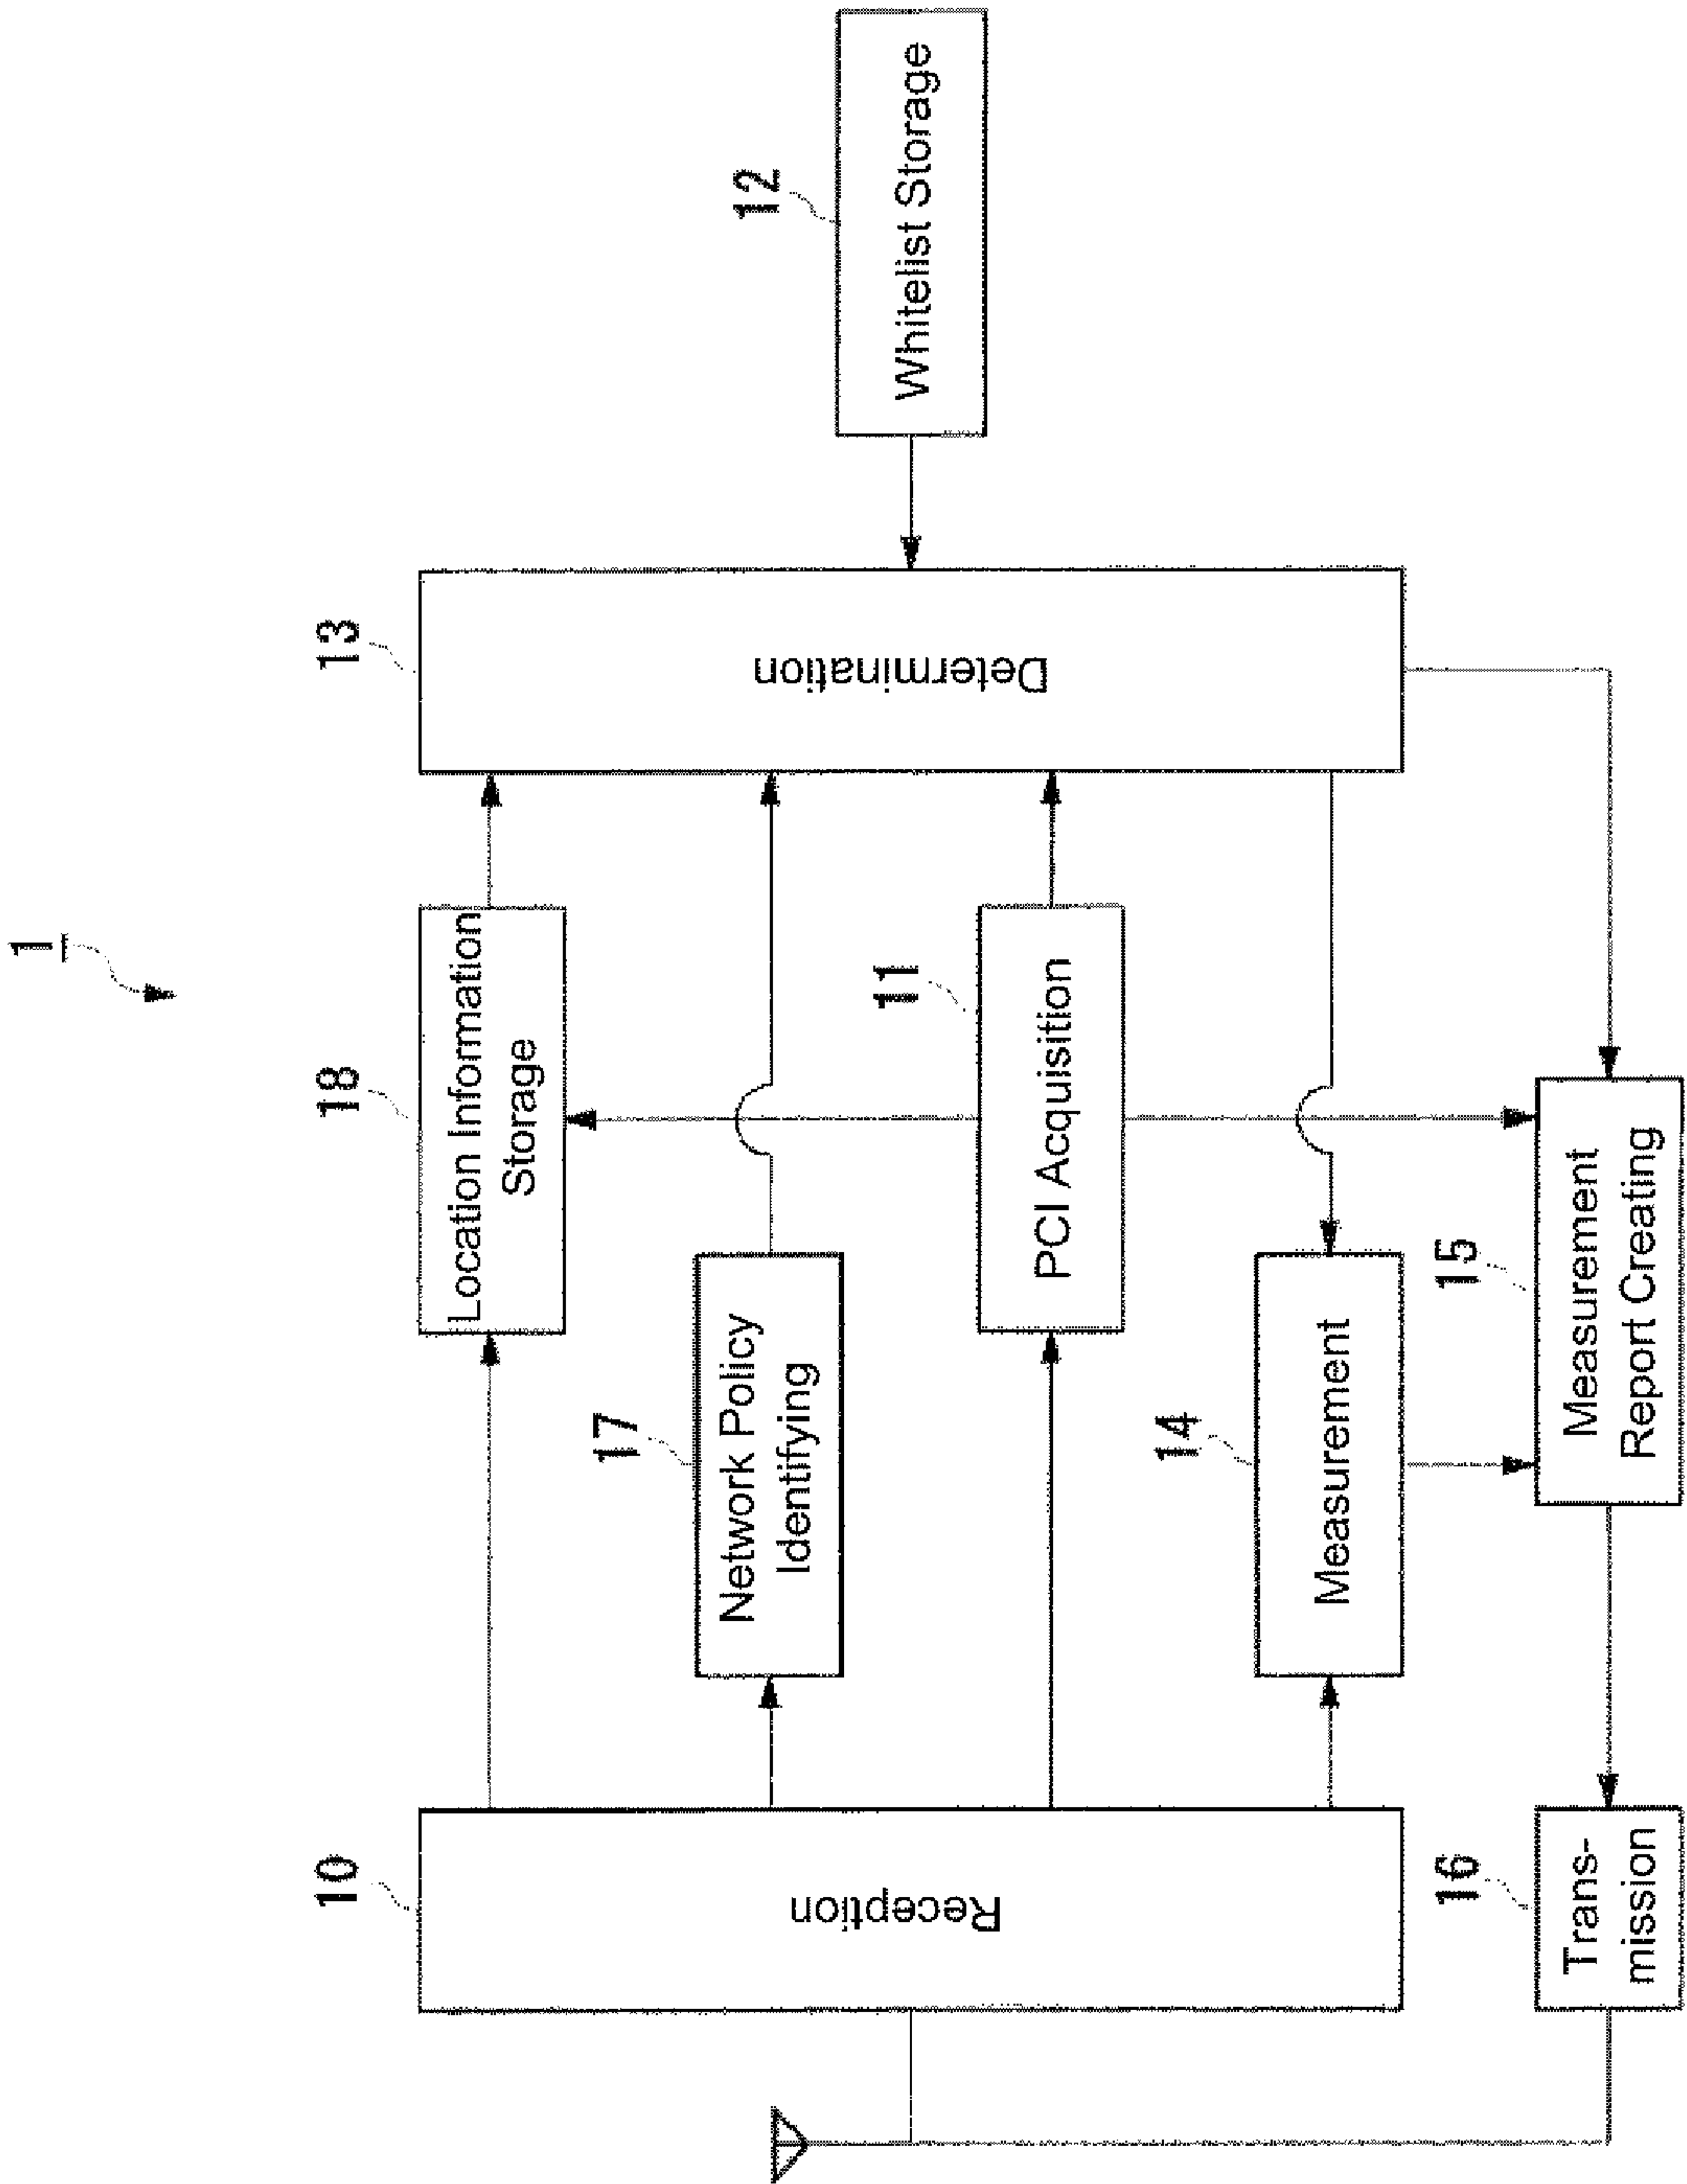 1
10
Reception
18
Location Information
Storage
17
Network Policy
Identifying
11
PCI Acquisition
14
Measurement
13
Determination
12
Whitelist Storage
16
Trans-
mission
15
Measurement
Report Creating